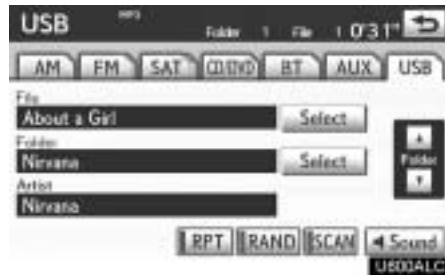 USB MP3 Folder 1 File 1 0'31"
AM FM SAT CD/DVD BT AUX USB
File
About a Girl Select
Folder
Nirvana Select
Folder
Artist
Nirvana
RPT RAND SCAN Sound
U600ALC